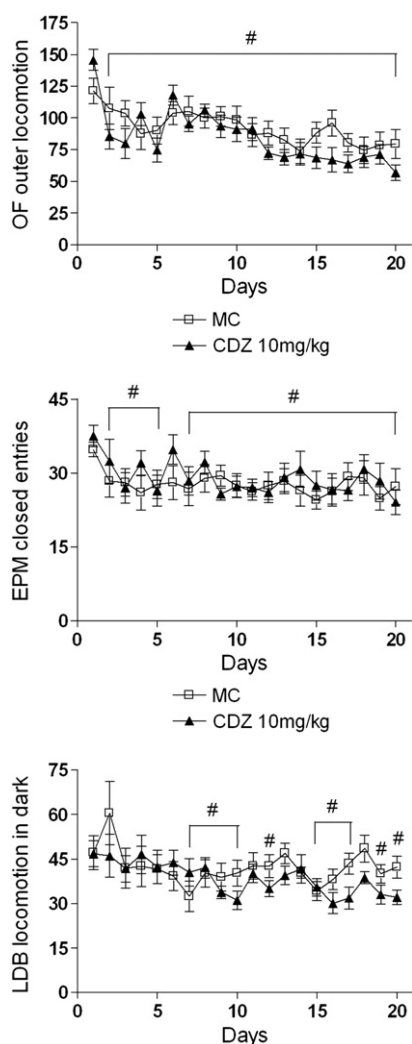 OF outer locomotion
175
150
125
100
75
50
25
0
#
0 5 10 15 20
Days
MC
CDZ 10mg/kg
EPM closed entries
45
30
15
0
# #
0 5 10 15 20
Days
MC
CDZ 10mg/kg
LDB locomotion in dark
75
60
45
30
15
0
# # # # #
0 5 10 15 20
Days